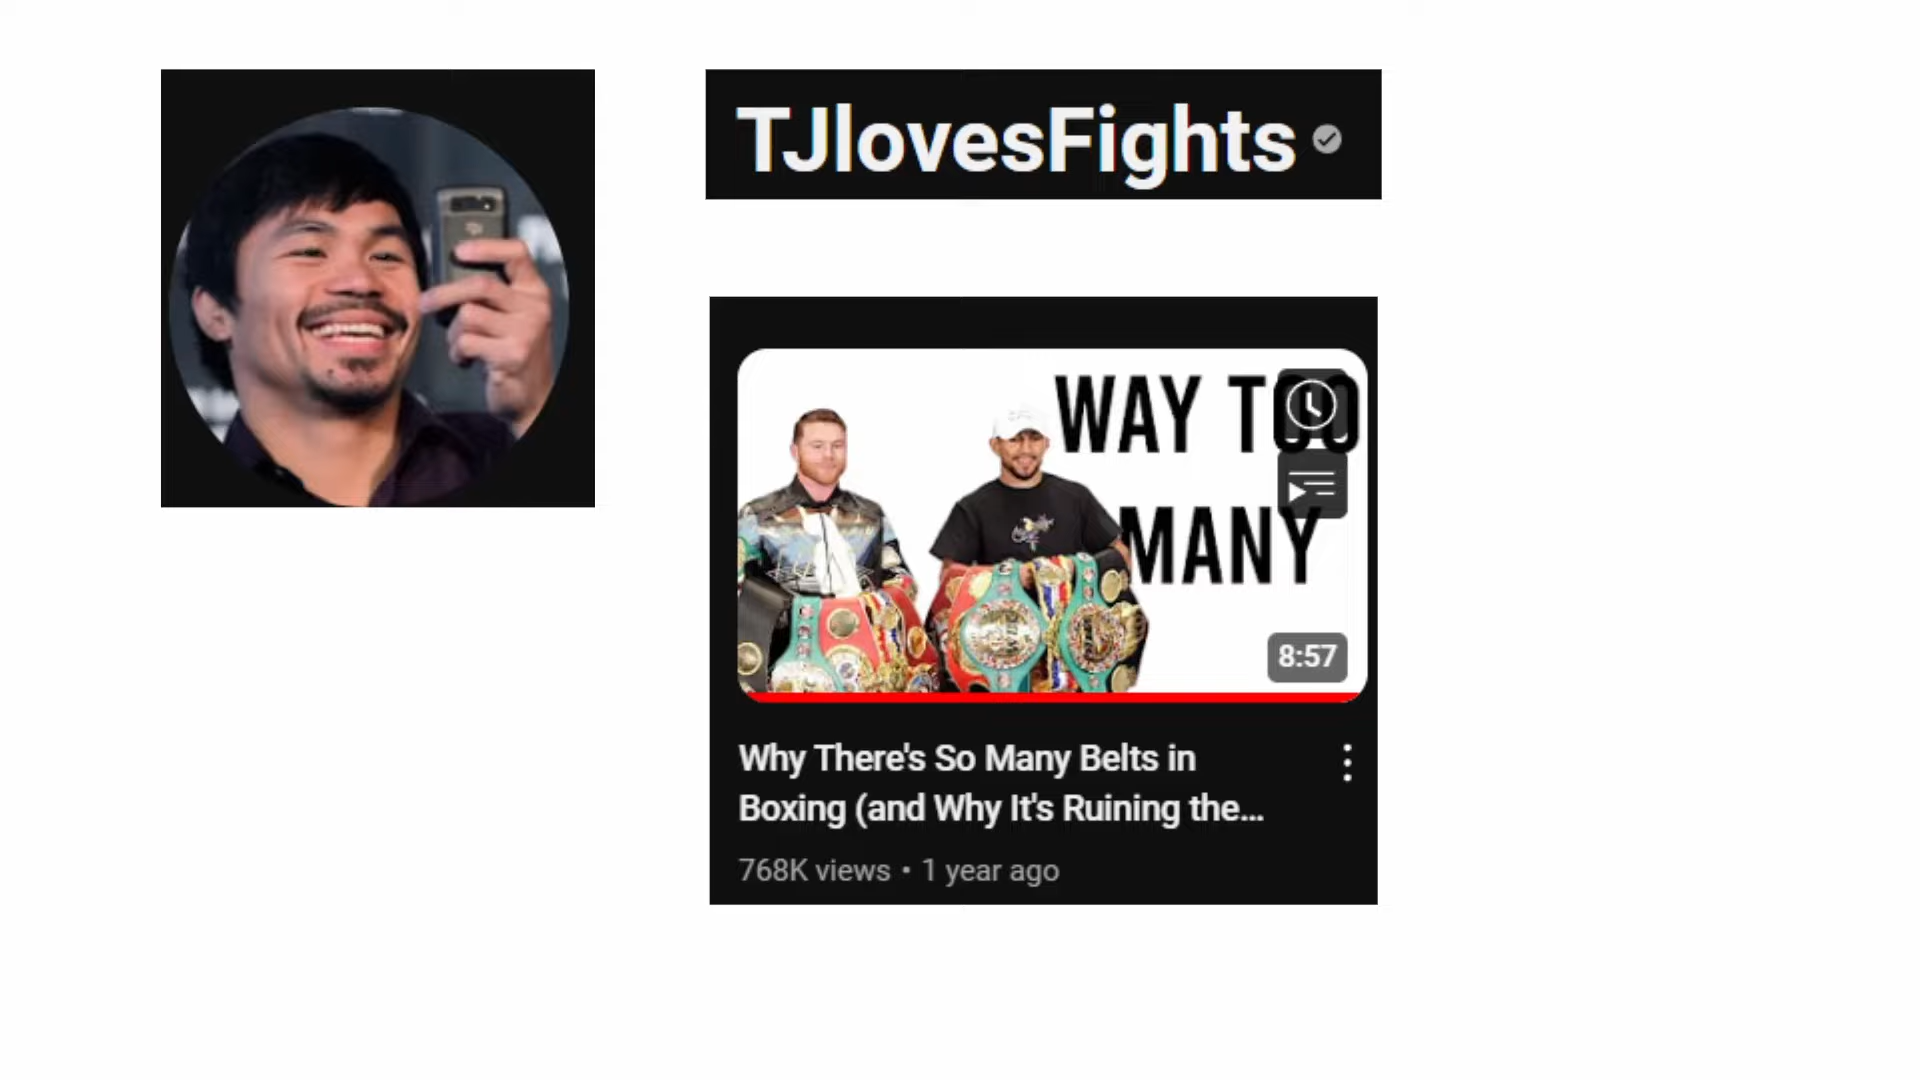 TJlovesFights
WAY TOO
MANY
8:57
Why There's So Many Belts in
Boxing (and Why It's Ruining the...
768K views • 1 year ago